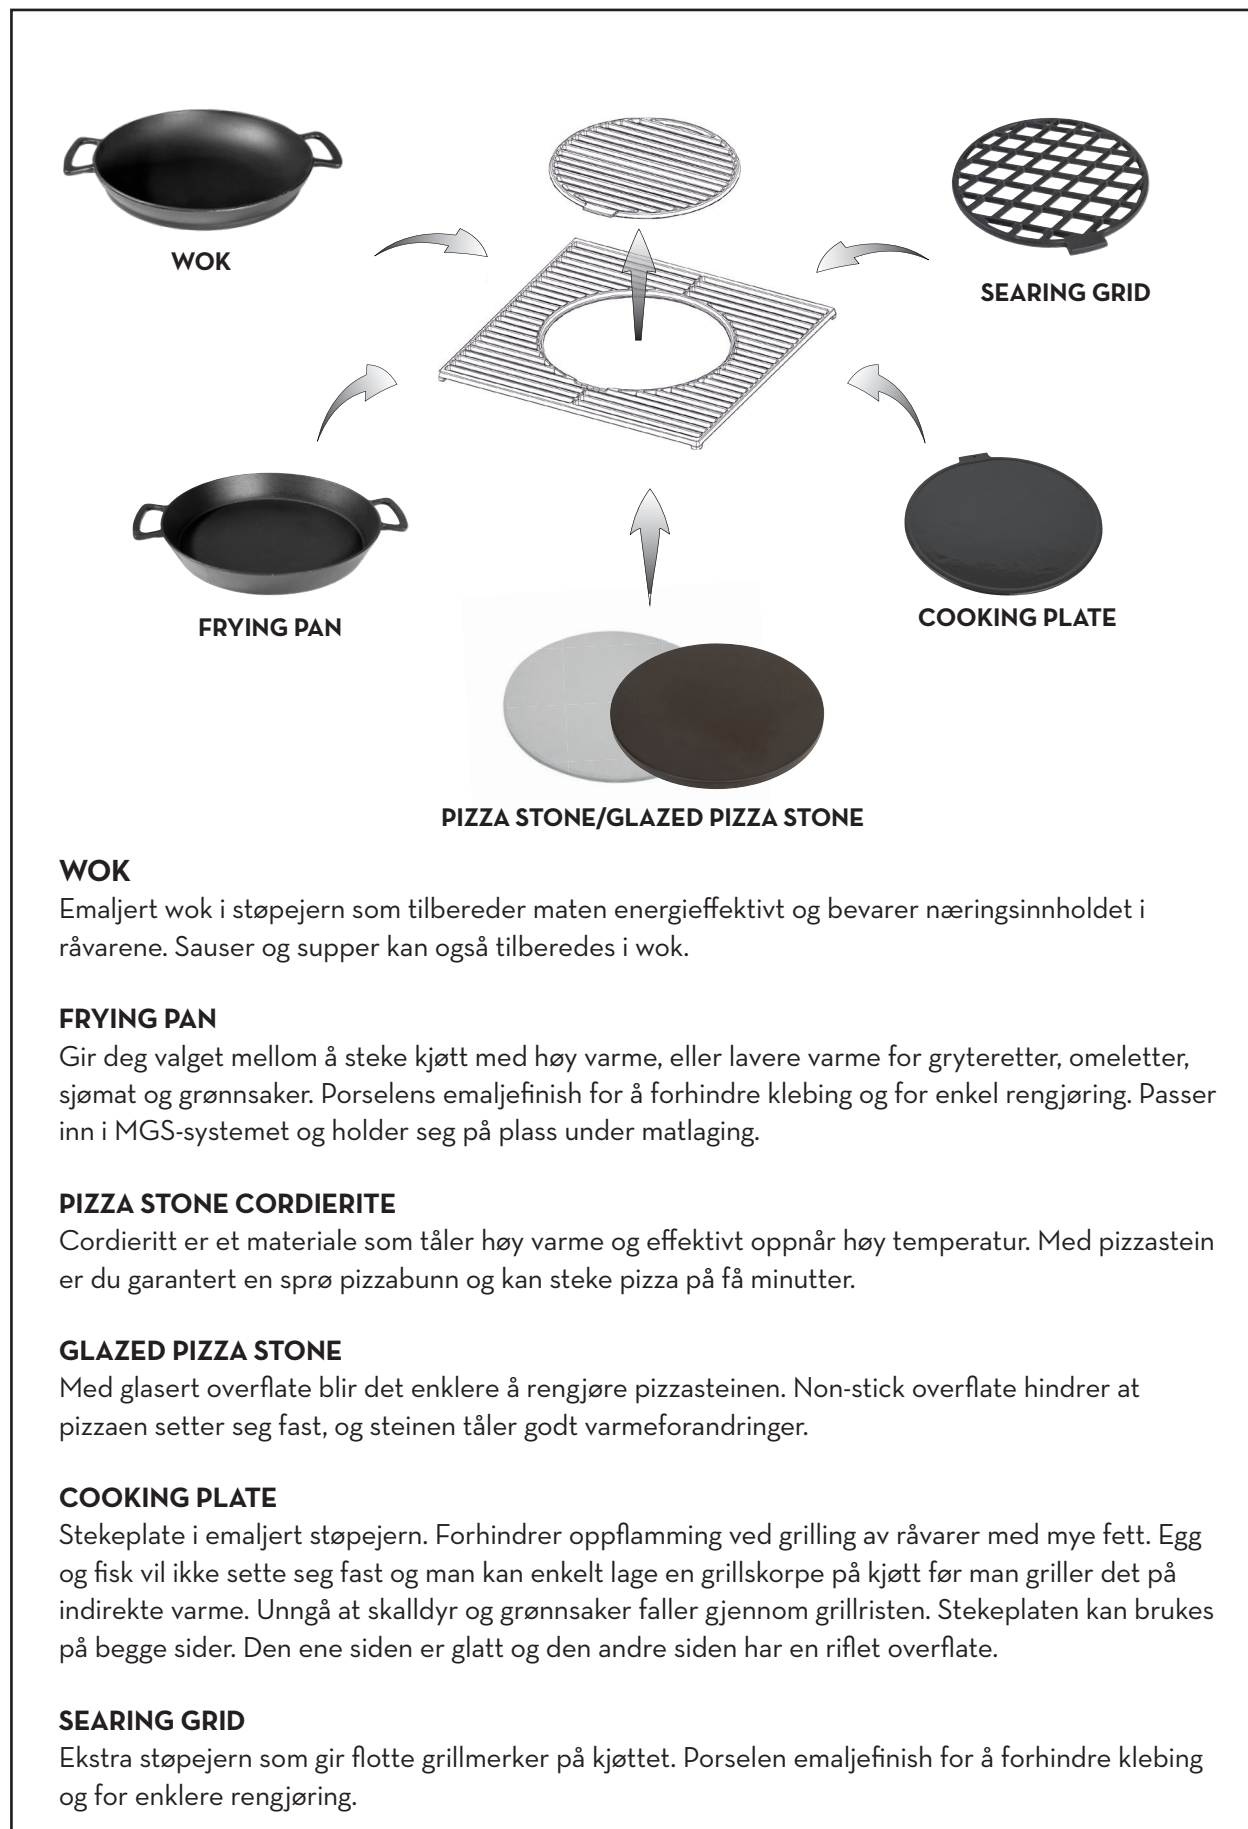 WOK
SEARING GRID
FRYING PAN
COOKING PLATE
PIZZA STONE/GLAZED PIZZA STONE
WOK
Emaljert wok i støpejern som tilbereder maten energieffektivt og bevarer næringsinnholdet i
råvarene. Sauser og supper kan også tilberedes i wok.
FRYING PAN
Gir deg valget mellom å steke kjøtt med høy varme, eller lavere varme for gryteretter, omeletter,
sjømat og grønnsaker. Porselens emaljefinish for å forhindre klebing og for enkel rengjøring. Passer
inn i MGS-systemet og holder seg på plass under matlaging.
PIZZA STONE CORDIERITE
Cordieritt er et materiale som tåler høy varme og effektivt oppnår høy temperatur. Med pizzastein
er du garantert en sprø pizzabunn og kan steke pizza på få minutter.
GLAZED PIZZA STONE
Med glasert overflate blir det enklere å rengjøre pizzasteinen. Non-stick overflate hindrer at
pizzaen setter seg fast, og steinen tåler godt varmeforandringer.
COOKING PLATE
Stekeplate i emaljert støpejern. Forhindrer oppflamming ved grilling av råvarer med mye fett. Egg
og fisk vil ikke sette seg fast og man kan enkelt lage en grillskorpe på kjøtt før man griller det på
indirekte varme. Unngå at skalldyr og grønnsaker faller gjennom grillristen. Stekeplaten kan brukes
på begge sider. Den ene siden er glatt og den andre siden har en riflet overflate.
SEARING GRID
Ekstra støpejern som gir flotte grillmerker på kjøttet. Porselen emaljefinish for å forhindre klebing
og for enklere rengjøring.